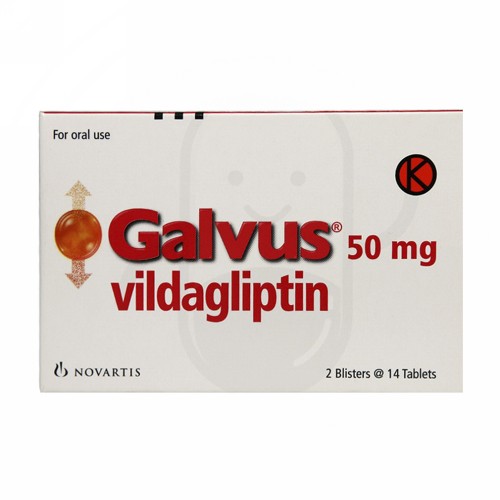 For oral use
K
Galvus® 50 mg
vildagliptin
NOVARTIS
2 Blisters @ 14 Tablets